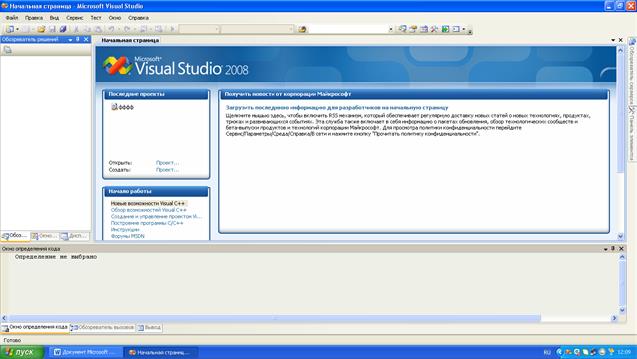 Начальная страница - Microsoft Visual Studio
Файл Правка Вид Сервис Тест Окно Справка
Обозреватель решений
Начальная страница
Microsoft®
Visual Studio® 2008
Последние проекты
фффф
Открыть: Проект...
Создать: Проект...
Начало работы
Новые возможности Visual C++
Обзор возможностей Visual C++
Создание и управление проектом Vi...
Построение программы C/C++
Инструкции
Форумы MSDN
Получить новости от корпорации Майкрософт
Загрузить последнюю информацию для разработчиков на начальную страницу
Щелкните мышью здесь, чтобы включить RSS механизм, который обеспечивает регулярную доставку новых статей о новых технологиях, продуктах,
трюках и развивающихся событиях. Эта служба также включает в себя информацию о пакетах обновления, обзор технологических сообществ и
бета-выпуски продуктов и технологий корпорации Майкрософт. Для просмотра политики конфиденциальности перейдите
Сервис/Параметры/Среда/Справка/В сети и нажмите кнопку "Прочитать политику конфиденциальности".
Обозреватель серверов
Панель элементов
Обоз... Окно... Дисп...
Окно определения кода
Определение не выбрано
Окно определения кода Обозреватель вызовов Вывод
Готово
пуск
Документ Microsoft ...
Начальная страниц...
RU
12:09